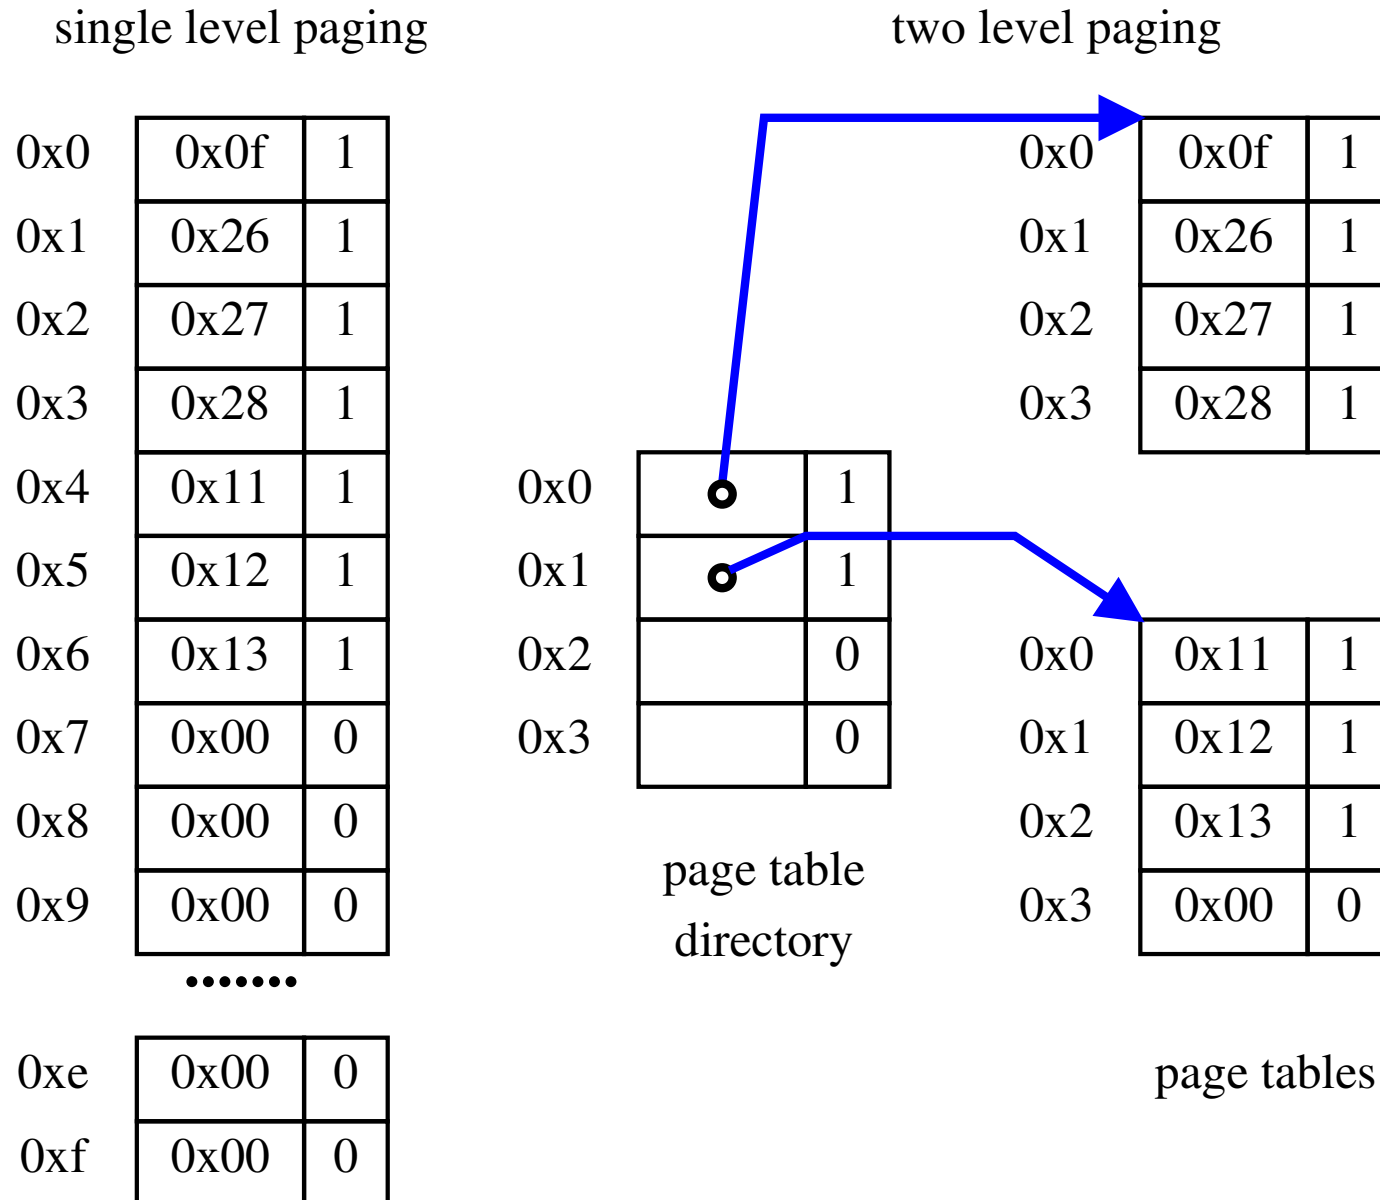 single level paging
two level paging
0x0 0x0f 1
0x1 0x26 1
0x2 0x27 1
0x3 0x28 1
0x4 0x11 1
0x5 0x12 1
0x6 0x13 1
0x7 0x00 0
0x8 0x00 0
0x9 0x00 0
.......
0xe 0x00 0
0xf 0x00 0
0x0 1
0x1 1
0x2 0
0x3 0
page table
directory
0x0 0x0f 1
0x1 0x26 1
0x2 0x27 1
0x3 0x28 1
0x0 0x11 1
0x1 0x12 1
0x2 0x13 1
0x3 0x00 0
page tables